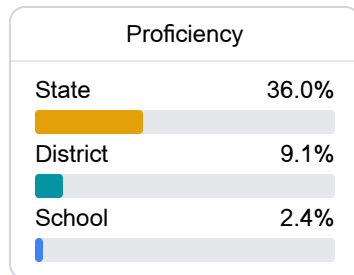 Proficiency
State 36.0%
District 9.1%
School 2.4%